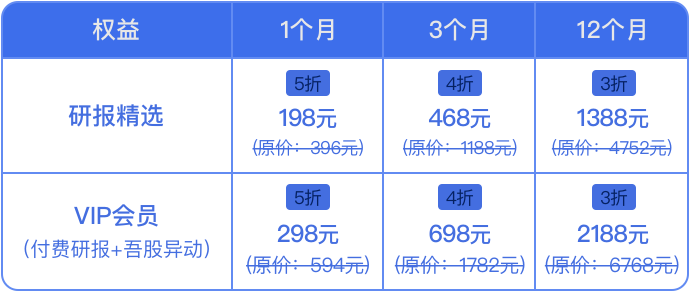 权益 1个月 3个月 12个月
5折 4折 3折
研报精选 198元 468元 1388元
(原价：396元) (原价：1188元) (原价：4752元)
5折 4折 3折
VIP会员 298元 698元 2188元
（付费研报+吾股异动） (原价：594元) (原价：1782元) (原价：6768元)